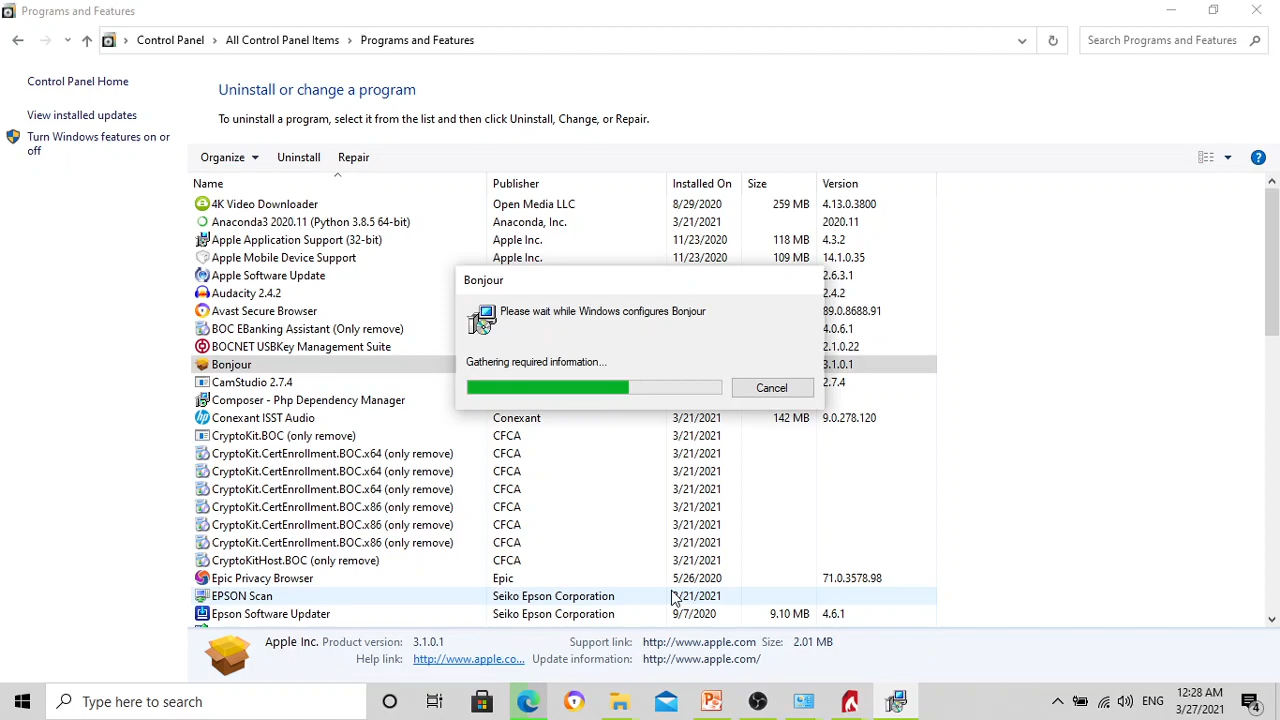 Programs and Features
Control Panel > All Control Panel Items > Programs and Features
Search Programs and Features
Control Panel Home
View installed updates
Turn Windows features on or
off
Uninstall or change a program
To uninstall a program, select it from the list and then click Uninstall, Change, or Repair.
Organize Uninstall Repair
Name Publisher Installed On Size Version
4K Video Downloader Open Media LLC 8/29/2020 259 MB 4.13.0.3800
Anaconda3 2020.11 (Python 3.8.5 64-bit) Anaconda, Inc. 3/21/2021 2020.11
Apple Application Support (32-bit) Apple Inc. 11/23/2020 118 MB 4.3.2
Apple Mobile Device Support Apple Inc. 11/23/2020 109 MB 14.1.0.35
Apple Software Update 2.6.3.1
Audacity 2.4.2 2.4.2
Avast Secure Browser 89.0.8688.91
BOC EBanking Assistant (Only remove) 4.0.6.1
BOCNET USBKey Management Suite 2.1.0.22
Bonjour 3.1.0.1
CamStudio 2.7.4 2.7.4
Composer - Php Dependency Manager
Conexant ISST Audio Conexant 3/21/2021 142 MB 9.0.278.120
CryptoKit.BOC (only remove) CFCA 3/21/2021
CryptoKit.CertEnrollment.BOC.x64 (only remove) CFCA 3/21/2021
CryptoKit.CertEnrollment.BOC.x64 (only remove) CFCA 3/21/2021
CryptoKit.CertEnrollment.BOC.x64 (only remove) CFCA 3/21/2021
CryptoKit.CertEnrollment.BOC.x86 (only remove) CFCA 3/21/2021
CryptoKit.CertEnrollment.BOC.x86 (only remove) CFCA 3/21/2021
CryptoKit.CertEnrollment.BOC.x86 (only remove) CFCA 3/21/2021
CryptoKitHost.BOC (only remove) CFCA 3/21/2021
Epic Privacy Browser Epic 5/26/2020 71.0.3578.98
EPSON Scan Seiko Epson Corporation /21/2021
Epson Software Updater Seiko Epson Corporation 9/7/2020 9.10 MB 4.6.1
Bonjour
Please wait while Windows configures Bonjour
Gathering required information...
Cancel
Apple Inc. Product version: 3.1.0.1 Support link: http://www.apple.com Size: 2.01 MB
Help link: http://www.apple.co... Update information: http://www.apple.com/
Type here to search
ENG
12:28 AM
3/27/2021
4